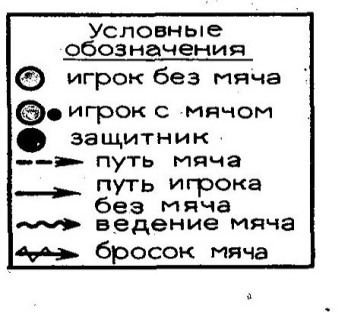 Условные
обозначения
игрок без мяча
игрок с мячом
защитник
путь мяча
путь игрока
без мяча
ведение мяча
бросок мяча